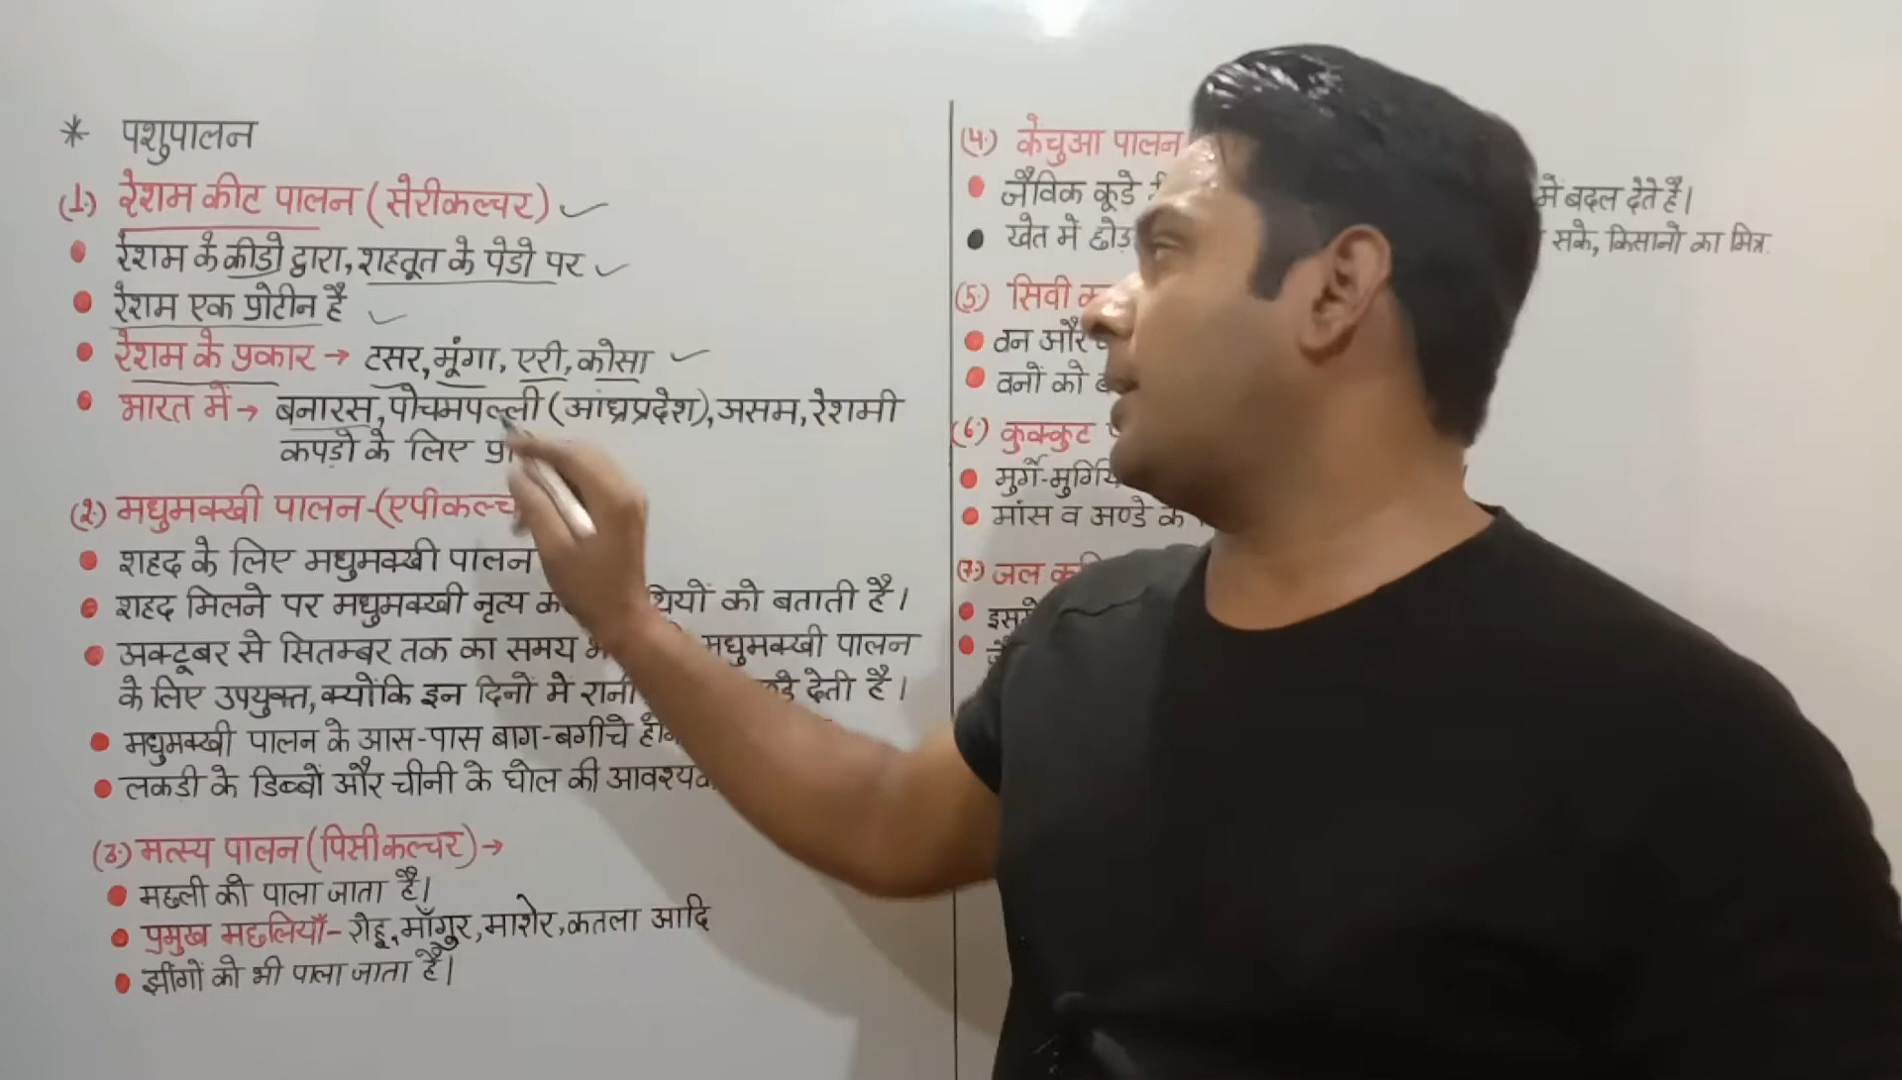 * पशुपालन
(1.) रेशम कीट पालन (सेरीकल्चर)
रेशम के कीडो द्वारा, शहतूत के पेडो पर
रेशम एक प्रोटीन है
रेशम के प्रकार → टसर, मूंगा, एरी, कोसा
भारत में → बनारस, पोचमपल्ली (आंध्रप्रदेश), असम, रेशमी
कपड़ो के लिए
(2.) मधुमक्खी पालन-(एपीकल्च
शहद के लिए मधुमक्खी पालन
शहद मिलने पर मधुमक्खी नृत्य को बताती है।
अक्टूबर से सितम्बर तक का समय मधुमक्खी पालन
के लिए उपयुक्त, क्योंकि इन दिनों में रानी देती है।
मधुमक्खी पालन के आस-पास बाग-बगीचे
लकडी के डिब्बों और चीनी के घोल की
(3.) मत्स्य पालन (पिसीकल्चर) →
मछली को पाला जाता है।
प्रमुख मछलियाँ- रोहू, माँगुर, माशेर, कतला आदि
झींगों को भी पाला जाता है।
(4.) केंचुआ पालन
जैविक कूडे में बदल देते है।
खेत में छोड़ सके, किसानो का मित्र.
(5.) सिवी
वन और
वनों को
(6.) कुक्कुट
मुर्गे-
मांस व अण्डे के
(7.) जल